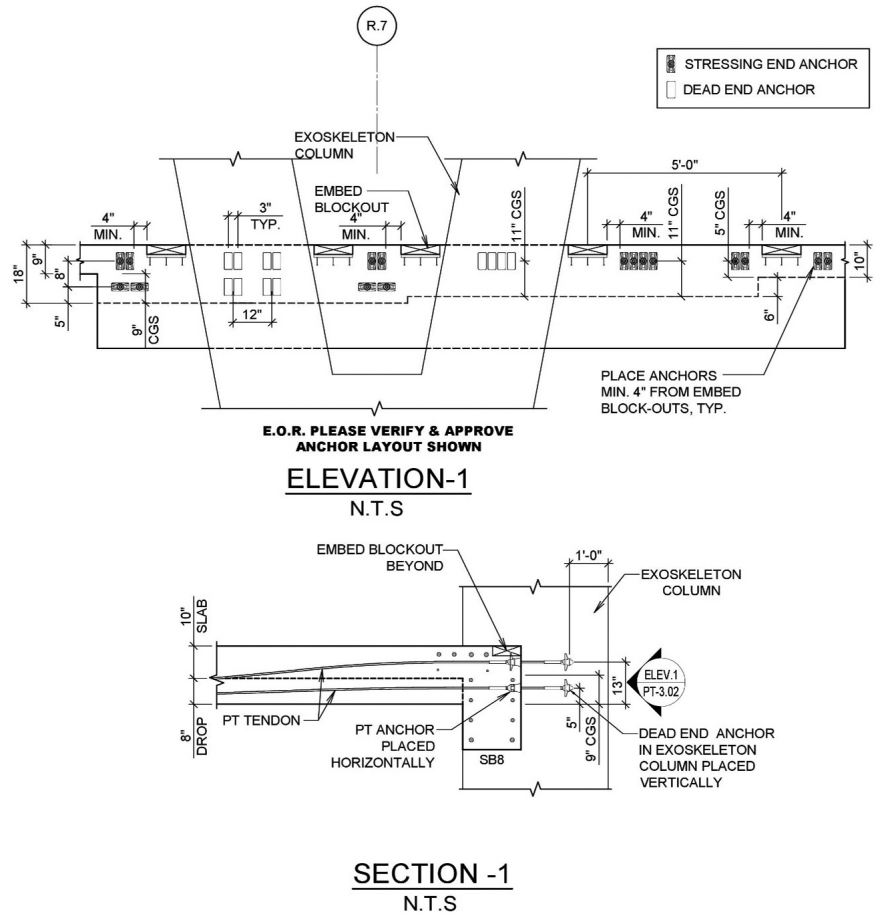 R.7
STRESSING END ANCHOR
DEAD END ANCHOR
EXOSKELETON
COLUMN
5'-0"
EMBED
BLOCKOUT
4"
MIN.
3"
TYP.
4"
MIN.
11" CGS
4"
MIN.
11" CGS
5" CGS
4"
MIN.
18"
9"
8"
5"
9"
CGS
12"
10"
6"
PLACE ANCHORS
MIN. 4" FROM EMBED
BLOCK-OUTS, TYP.
E.O.R. PLEASE VERIFY & APPROVE
ANCHOR LAYOUT SHOWN
ELEVATION-1
N.T.S
EMBED BLOCKOUT
BEYOND
1'-0"
EXOSKELETON
COLUMN
10"
SLAB
8"
DROP
PT TENDON
PT ANCHOR
PLACED
HORIZONTALLY
SB8
5"
9" CGS
13"
ELEV.1
PT-3.02
DEAD END ANCHOR
IN EXOSKELETON
COLUMN PLACED
VERTICALLY
SECTION -1
N.T.S